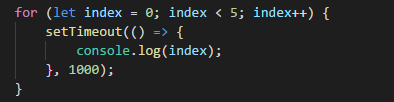 for (let index = 0; index < 5; index++) {
    setTimeout(() => {
        console.log(index);
    }, 1000);
}